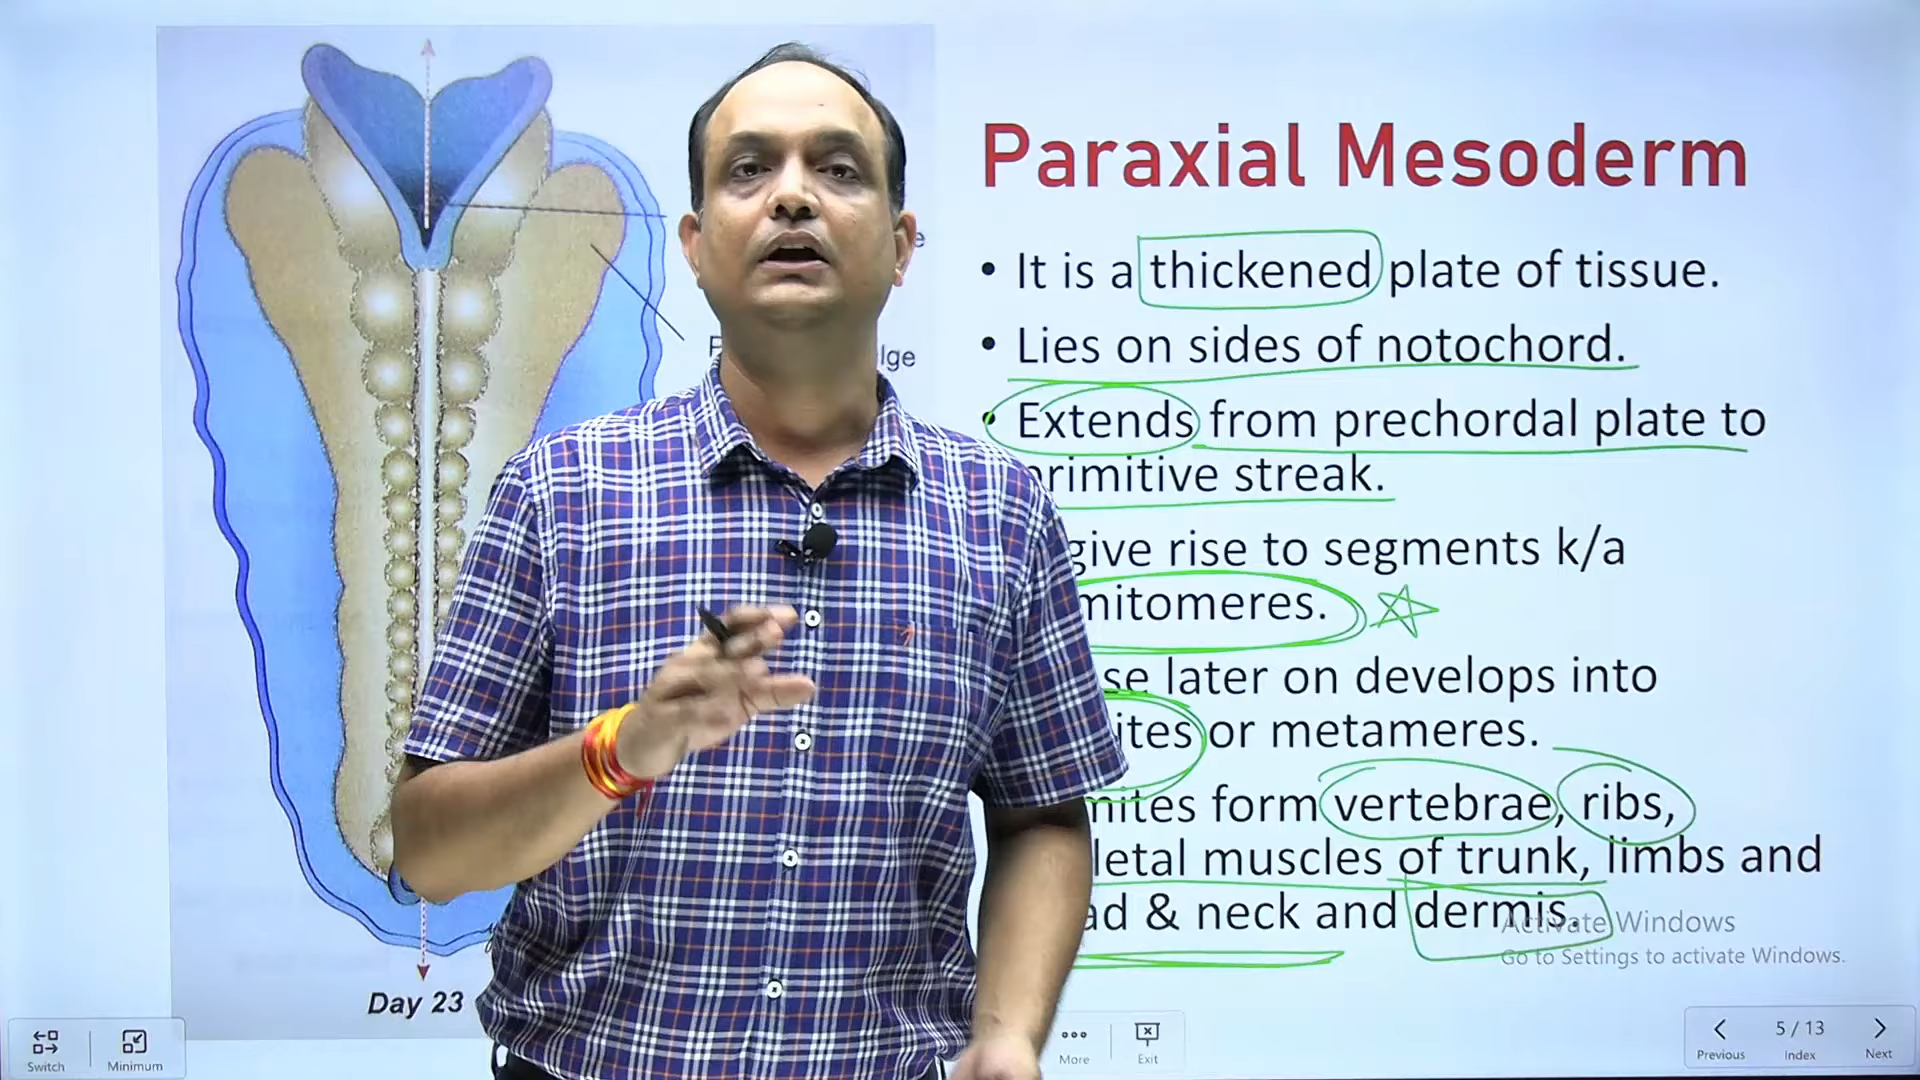 Paraxial Mesoderm
• It is a thickened plate of tissue.
• Lies on sides of notochord.
• Extends from prechordal plate to
rimitive streak.
give rise to segments k/a
mitomeres.
se later on develops into
ites or metameres.
mites form vertebrae, ribs,
letal muscles of trunk, limbs and
ad & neck and dermis.
Activate Windows
Go to Settings to activate Windows.
lge
Day 23
Switch
Minimum
More
Exit
Previous
5 / 13
Index
Next